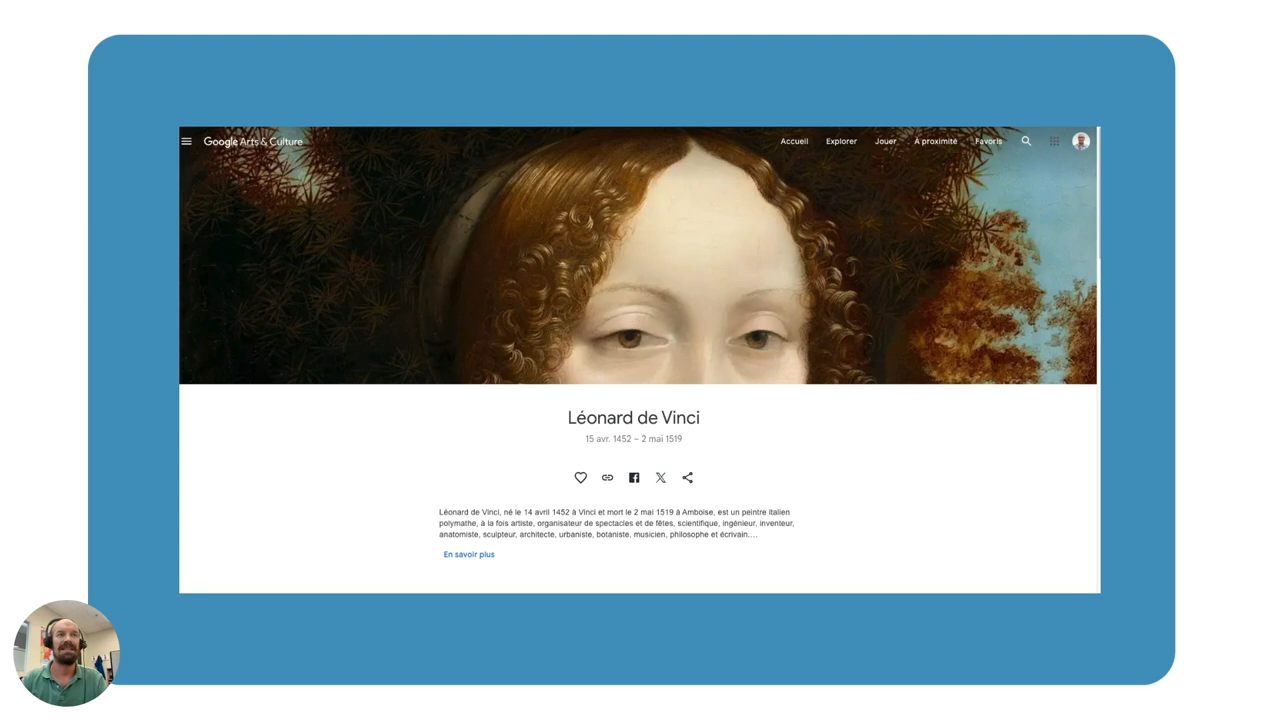 Google Arts & Culture
Accueil Explorer Jouer À proximité Favoris
Léonard de Vinci
15 avr. 1452 – 2 mai 1519
Léonard de Vinci, né le 14 avril 1452 à Vinci et mort le 2 mai 1519 à Amboise, est un peintre italien
polymathe, à la fois artiste, organisateur de spectacles et de fêtes, scientifique, ingénieur, inventeur,
anatomiste, sculpteur, architecte, urbaniste, botaniste, musicien, philosophe et écrivain.…
En savoir plus